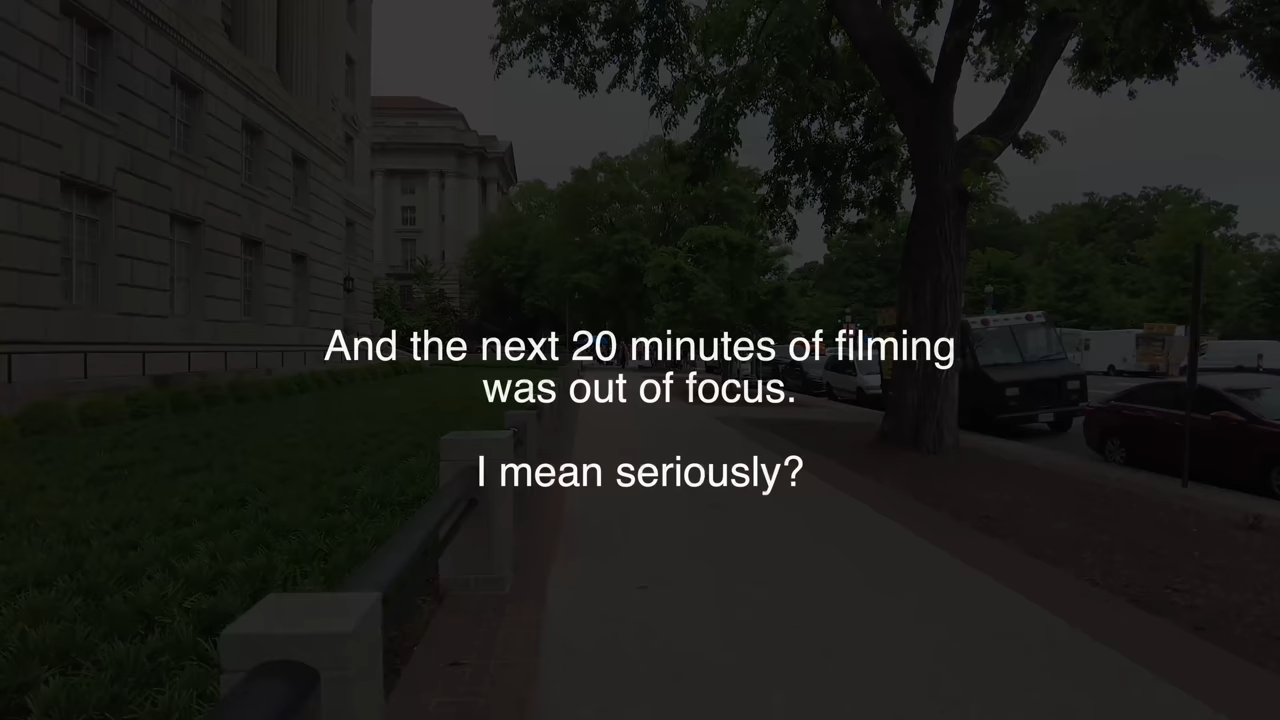 And the next 20 minutes of filming
was out of focus.
I mean seriously?